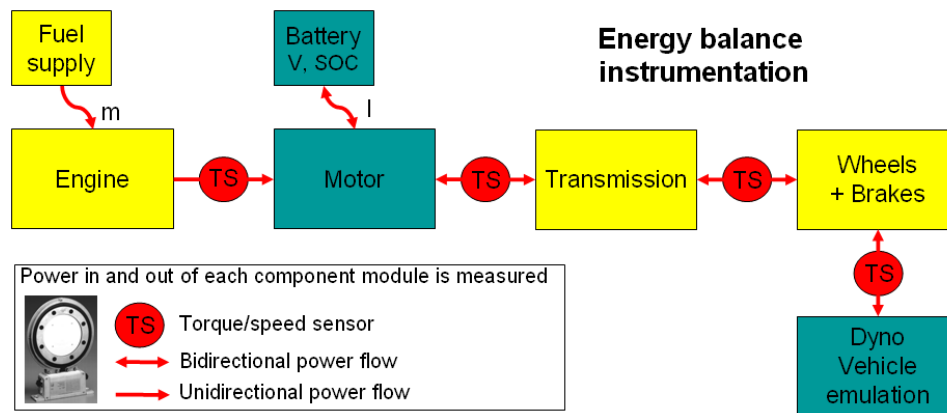 Fuel
supply
Battery
V, SOC
Energy balance
instrumentation
m
I
Engine
TS
Motor
TS
Transmission
TS
Wheels
+ Brakes
TS
Dyno
Vehicle
emulation
Power in and out of each component module is measured
TS
Torque/speed sensor
Bidirectional power flow
Unidirectional power flow